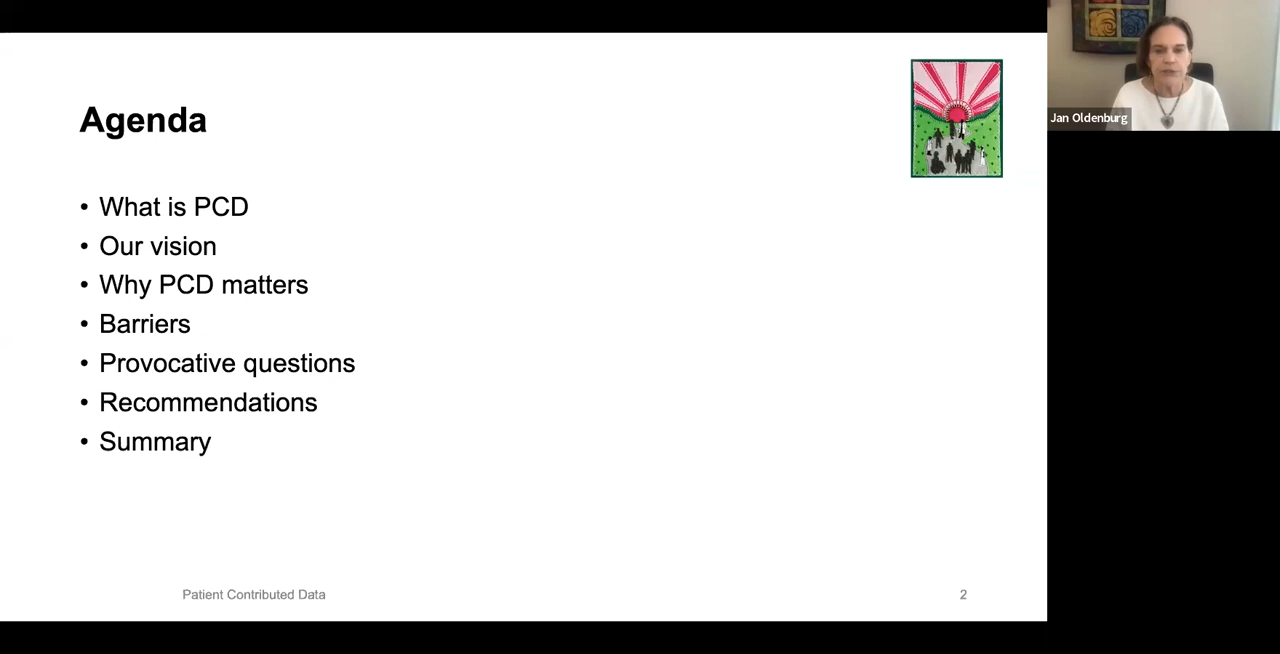 Agenda
• What is PCD
• Our vision
• Why PCD matters
• Barriers
• Provocative questions
• Recommendations
• Summary
Patient Contributed Data
2
Jan Oldenburg